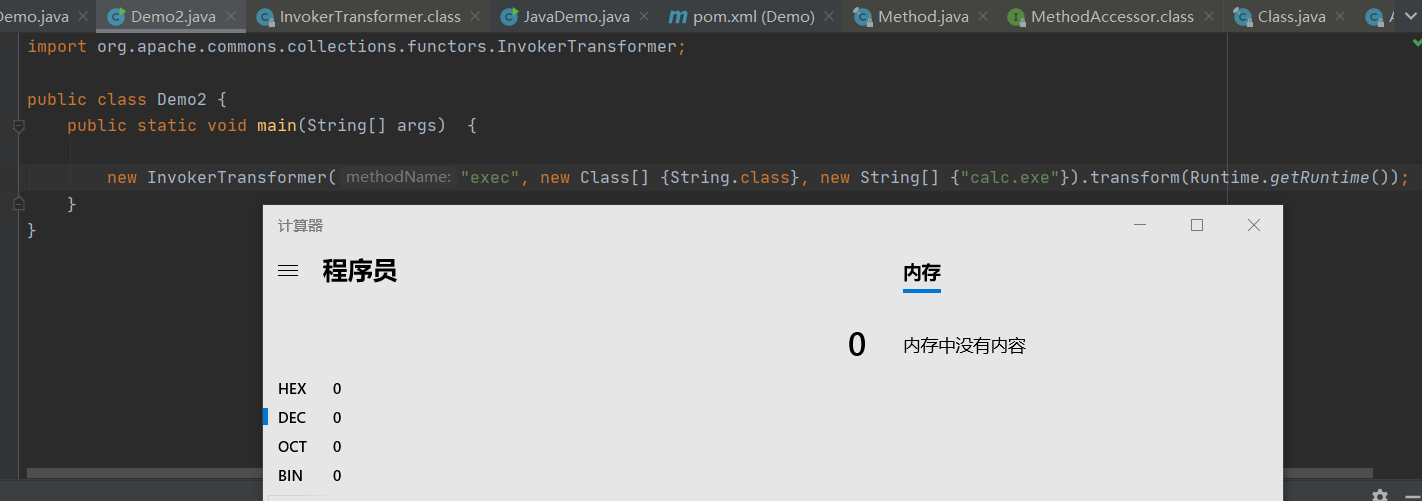 Demo.java Demo2.java InvokerTransformer.class JavaDemo.java pom.xml (Demo) Method.java MethodAccessor.class Class.java
import org.apache.commons.collections.functors.InvokerTransformer;
public class Demo2 {
public static void main(String[] args) {
new InvokerTransformer( methodName: "exec", new Class[] {String.class}, new String[] {"calc.exe"}).transform(Runtime.getRuntime());
}
}
计算器
程序员
内存
0
内存中没有内容
HEX 0
DEC 0
OCT 0
BIN 0